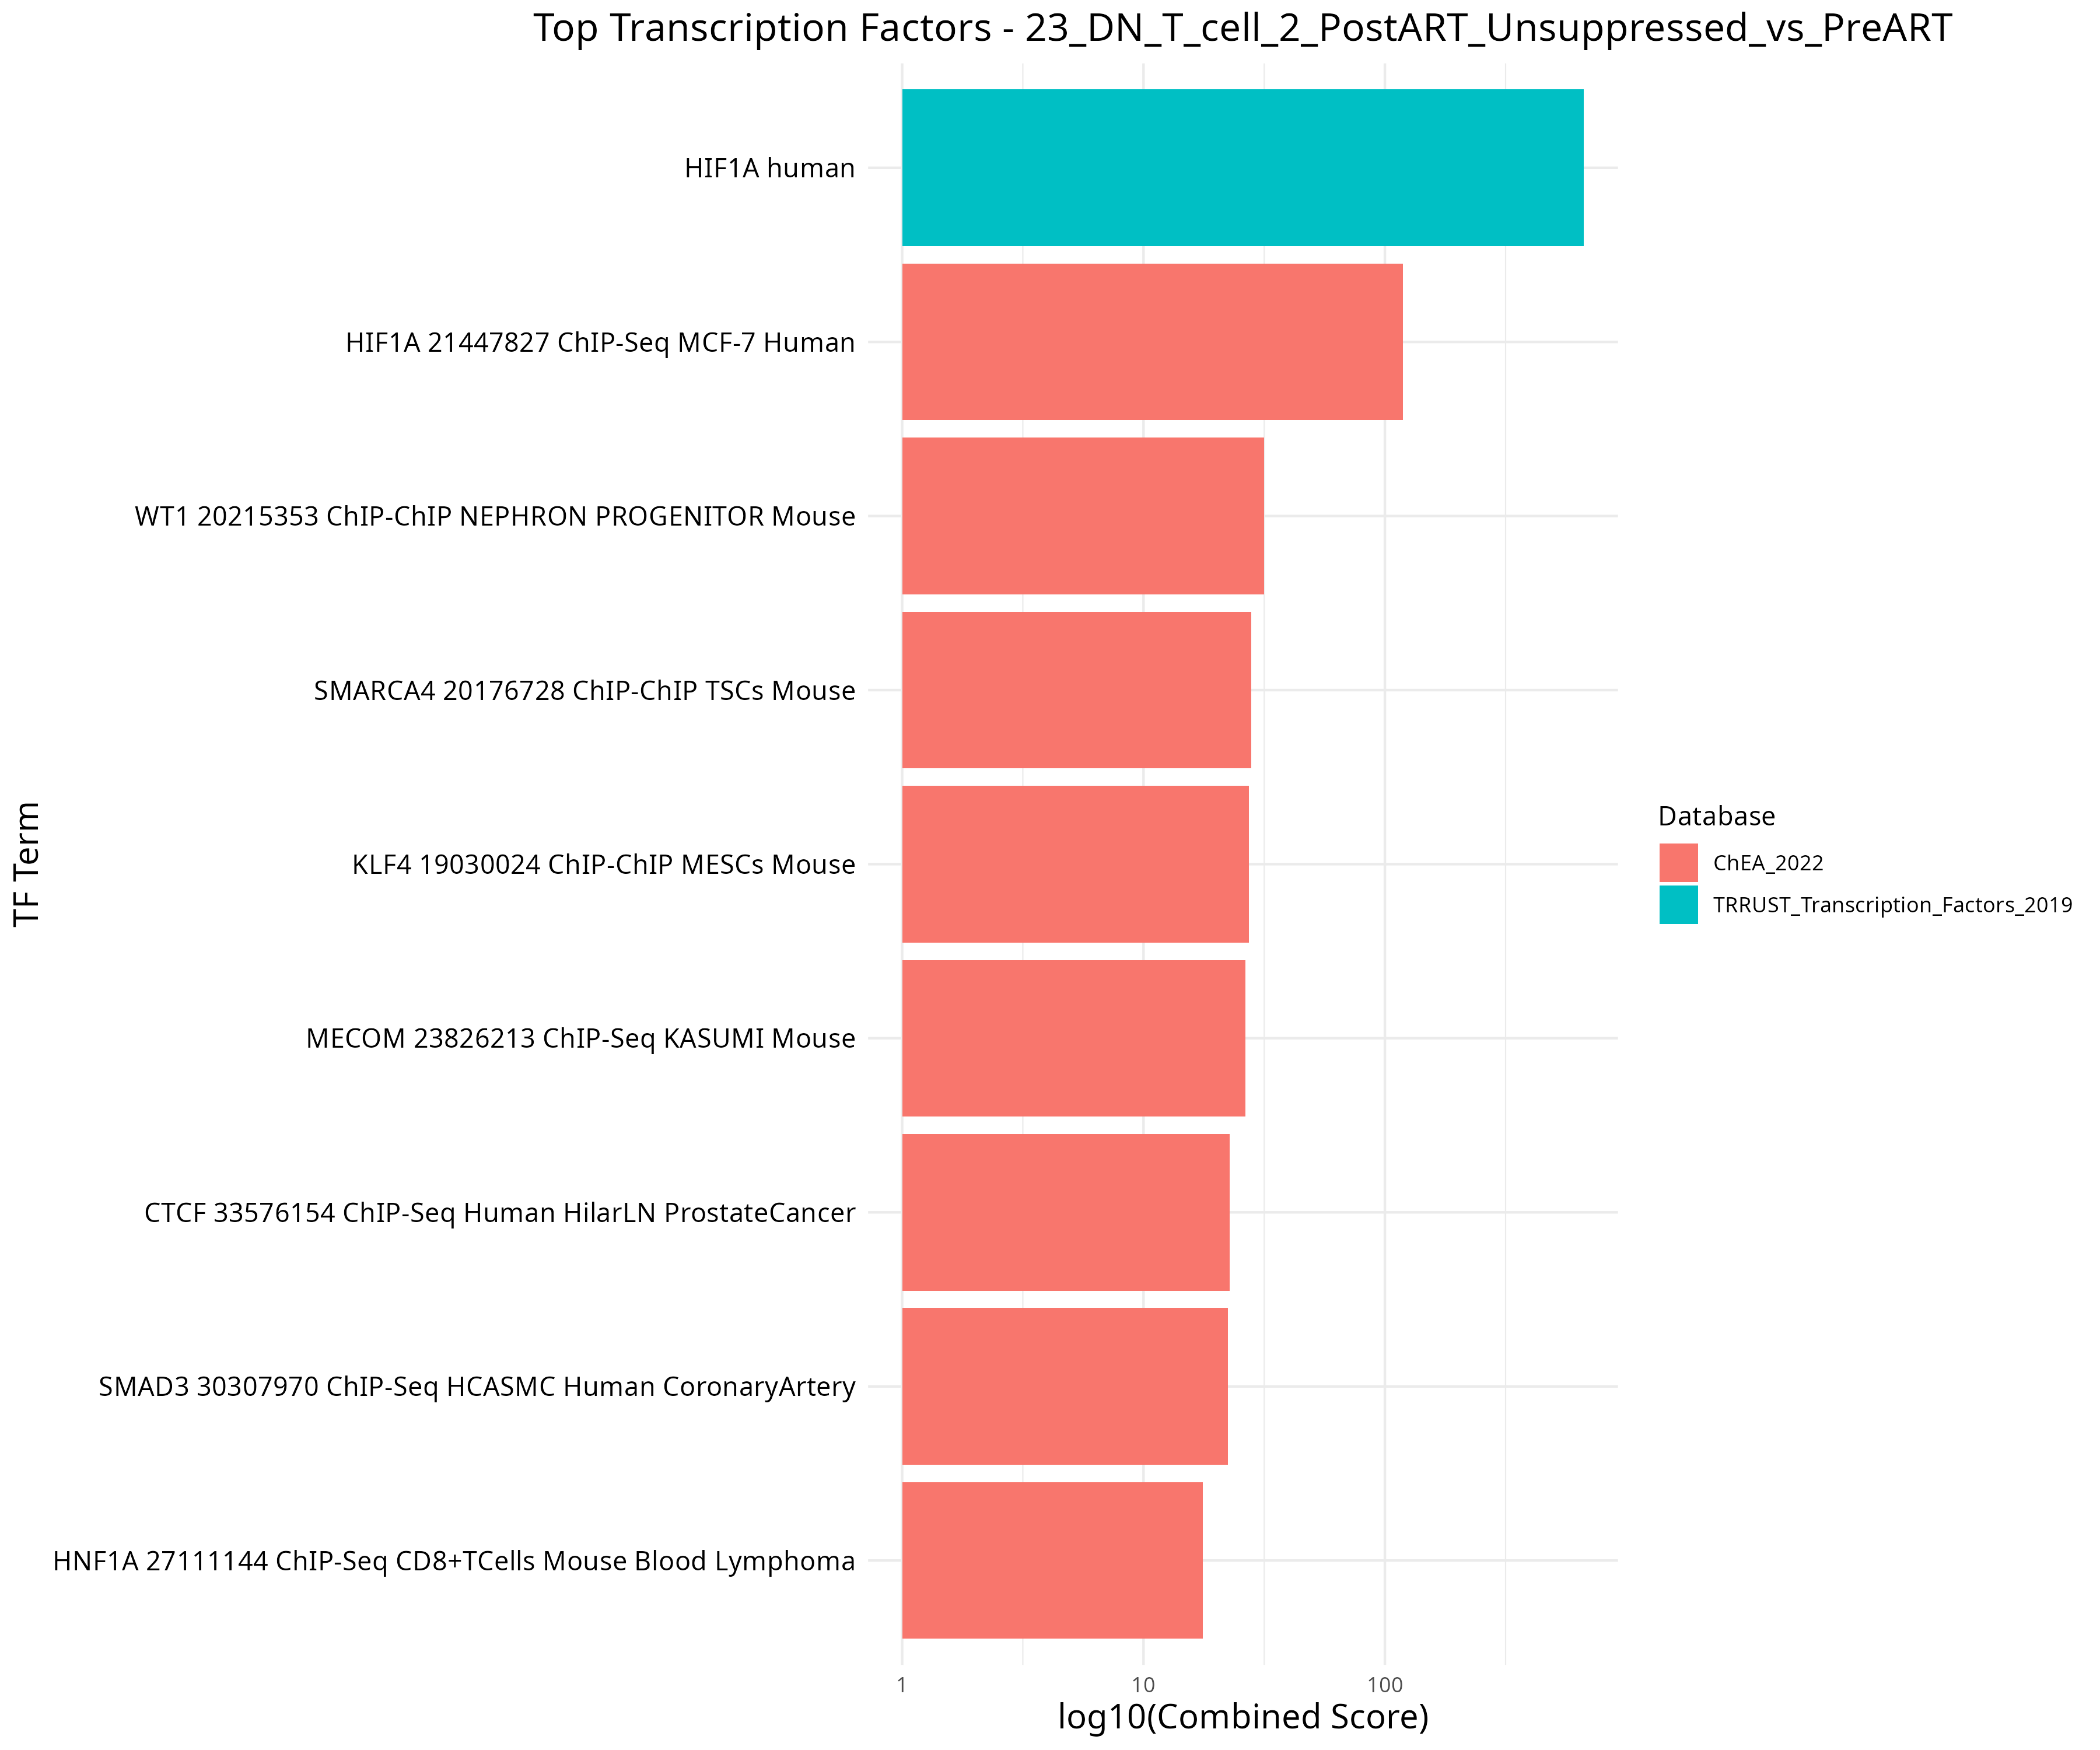 Top Transcription Factors - 23_DN_T_cell_2_PostART_Unsuppressed_vs_PreART
TF Term
HIF1A human
HIF1A 21447827 ChIP-Seq MCF-7 Human
WT1 20215353 ChIP-ChIP NEPHRON PROGENITOR Mouse
SMARCA4 20176728 ChIP-ChIP TSCs Mouse
KLF4 19030024 ChIP-ChIP MESCs Mouse
MECOM 23826213 ChIP-Seq KASUMI Mouse
CTCF 33576154 ChIP-Seq Human HilarLN ProstateCancer
SMAD3 30307970 ChIP-Seq HCASMC Human CoronaryArtery
HNF1A 27111144 ChIP-Seq CD8+TCells Mouse Blood Lymphoma
1 10 100
log10(Combined Score)
Database
ChEA_2022
TRRUST_Transcription_Factors_2019